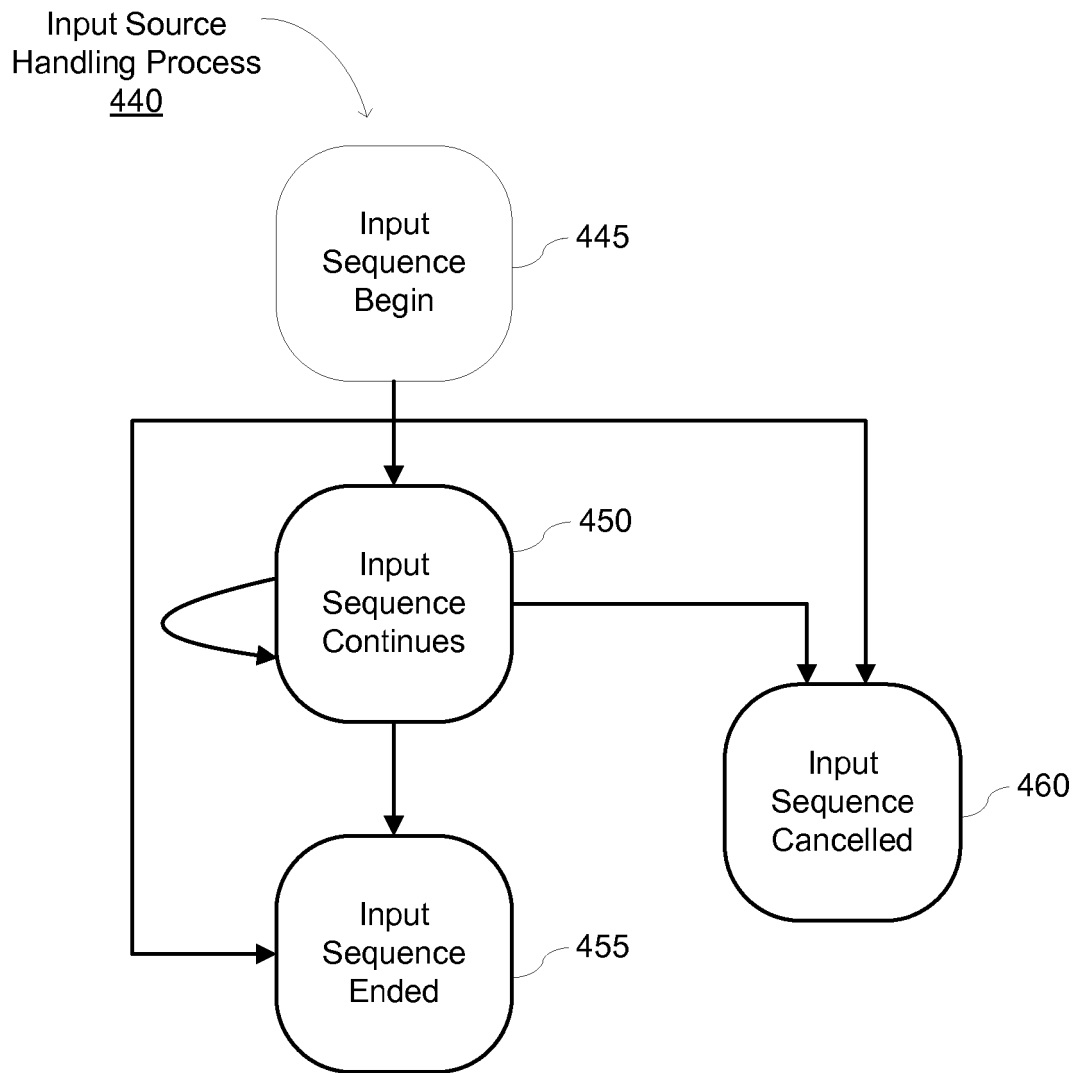 Input Source
Handling Process
440
Input
Sequence
Begin
445
Input
Sequence
Continues
450
Input
Sequence
Cancelled
460
Input
Sequence
Ended
455